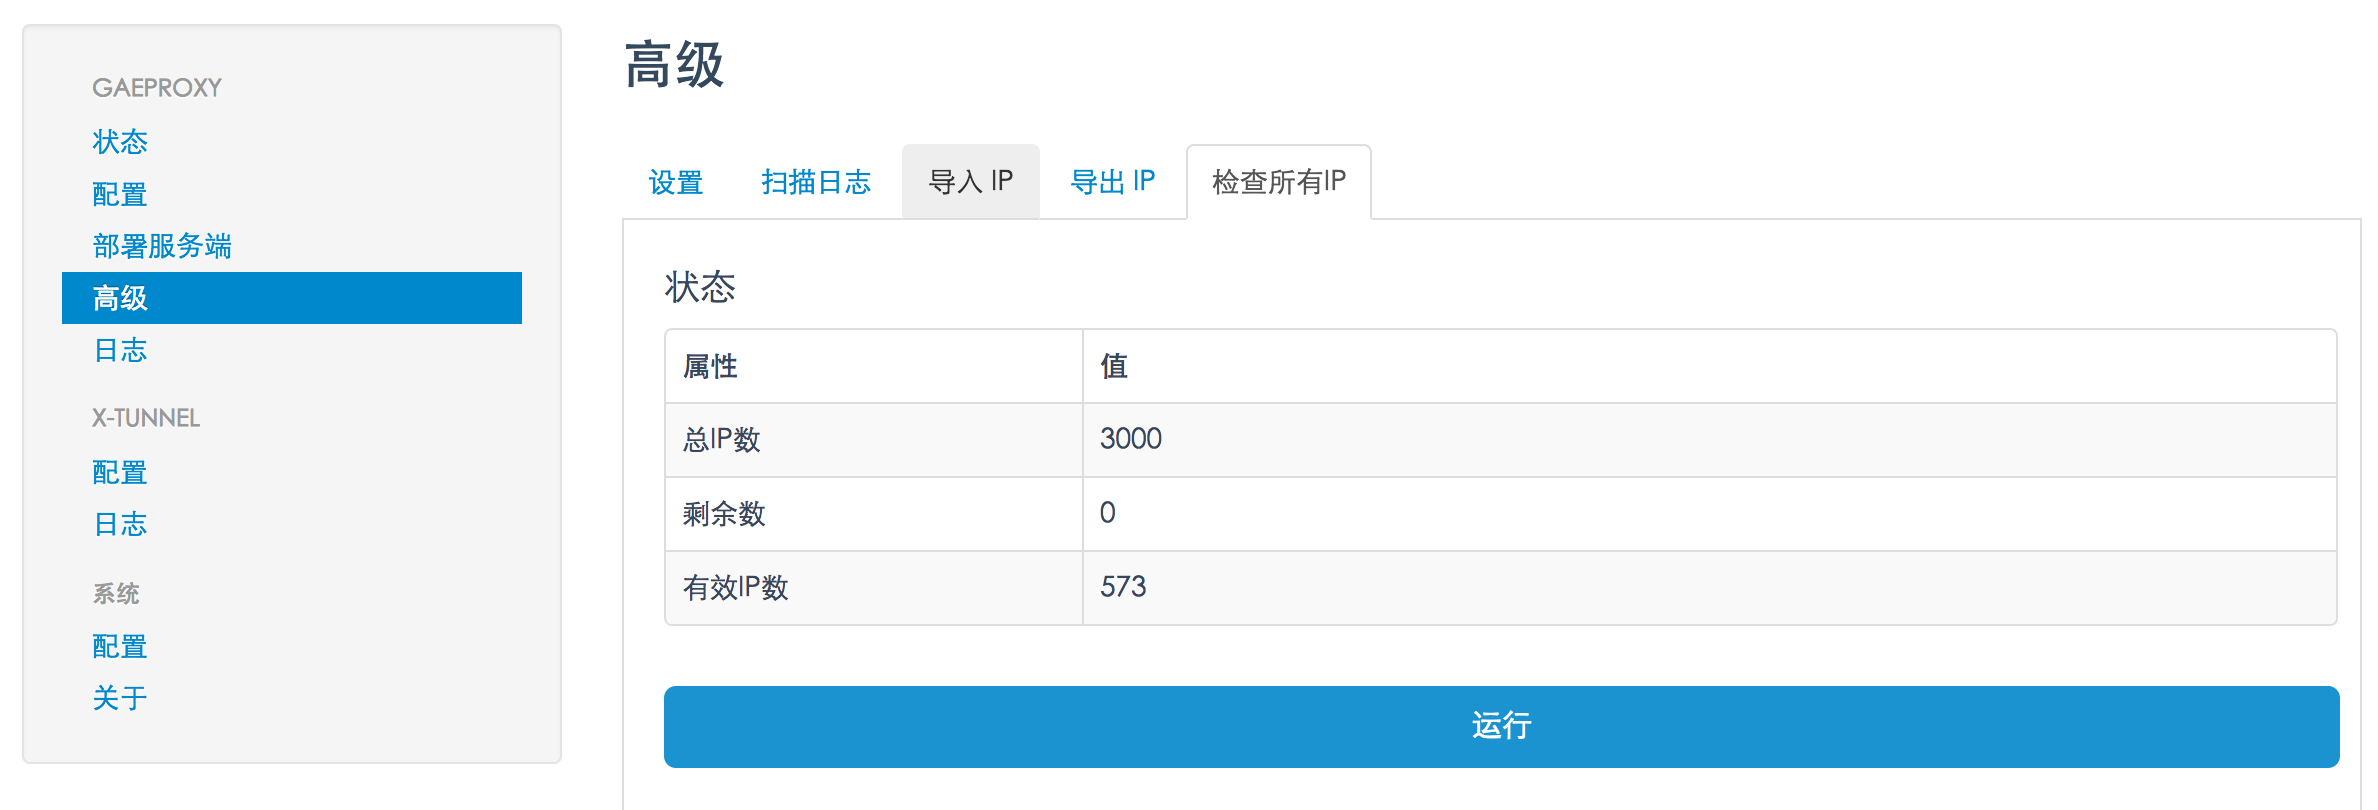 GAEPROXY
状态
配置
部署服务端
高级
日志
X-TUNNEL
配置
日志
系统
配置
关于
高级
设置 扫描日志 导入 IP 导出 IP 检查所有IP
状态
属性 值
总IP数 3000
剩余数 0
有效IP数 573
运行